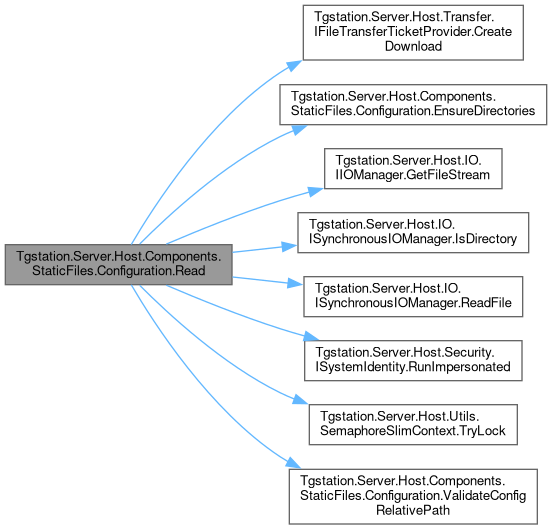 Tgstation.Server.Host.Transfer.
IFileTransferTicketProvider.Create
Download
Tgstation.Server.Host.Components.
StaticFiles.Configuration.EnsureDirectories
Tgstation.Server.Host.IO.
IIOManager.GetFileStream
Tgstation.Server.Host.IO.
ISynchronousIOManager.IsDirectory
Tgstation.Server.Host.Components.
StaticFiles.Configuration.Read
Tgstation.Server.Host.IO.
ISynchronousIOManager.ReadFile
Tgstation.Server.Host.Security.
ISystemIdentity.RunImpersonated
Tgstation.Server.Host.Utils.
SemaphoreSlimContext.TryLock
Tgstation.Server.Host.Components.
StaticFiles.Configuration.ValidateConfig
RelativePath